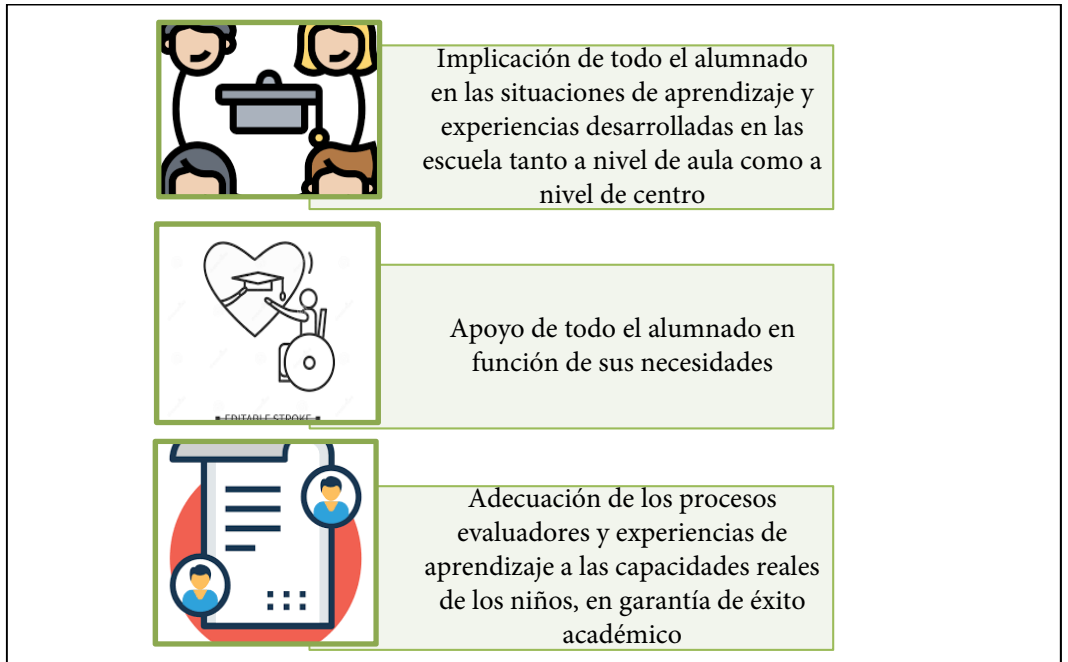 Implicación de todo el alumnado
en las situaciones de aprendizaje y
experiencias desarrolladas en las
escuela tanto a nivel de aula como a
nivel de centro
Apoyo de todo el alumnado en
función de sus necesidades
EDITABLE STROKE
Adecuación de los procesos
evaluadores y experiencias de
aprendizaje a las capacidades reales
de los niños, en garantía de éxito
académico